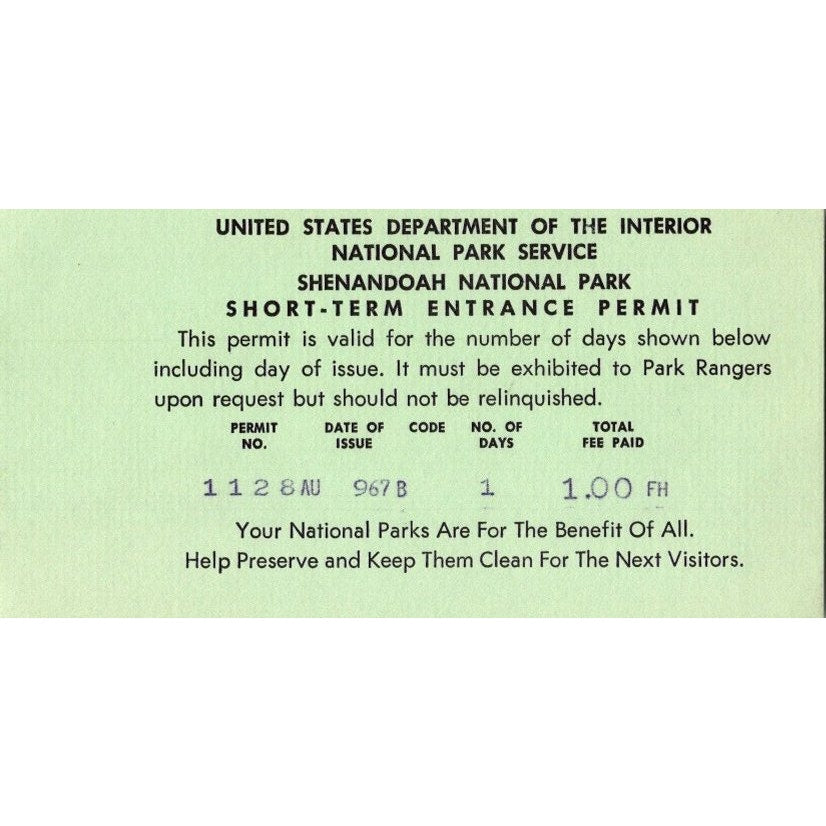 UNITED STATES DEPARTMENT OF THE INTERIOR
NATIONAL PARK SERVICE
SHENANDOAH NATIONAL PARK
SHORT-TERM ENTRANCE PERMIT
This permit is valid for the number of days shown below
including day of issue. It must be exhibited to Park Rangers
upon request but should not be relinquished.
PERMIT DATE OF CODE NO. OF TOTAL
NO. ISSUE DAYS FEE PAID
1128AU 967B 1 1.00 FH
Your National Parks Are For The Benefit Of All.
Help Preserve and Keep Them Clean For The Next Visitors.